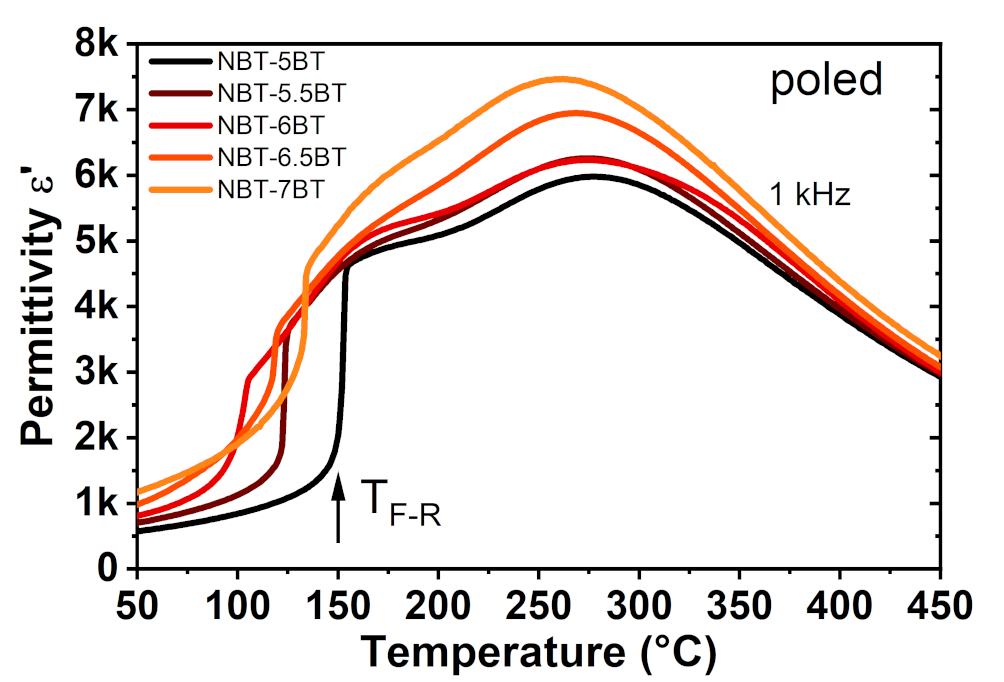 8k
7k
6k
5k
4k
3k
2k
1k
0
Permittivity ε'
NBT-5BT
NBT-5.5BT
NBT-6BT
NBT-6.5BT
NBT-7BT
poled
1 kHz
T_F-R
50 100 150 200 250 300 350 400 450
Temperature (°C)